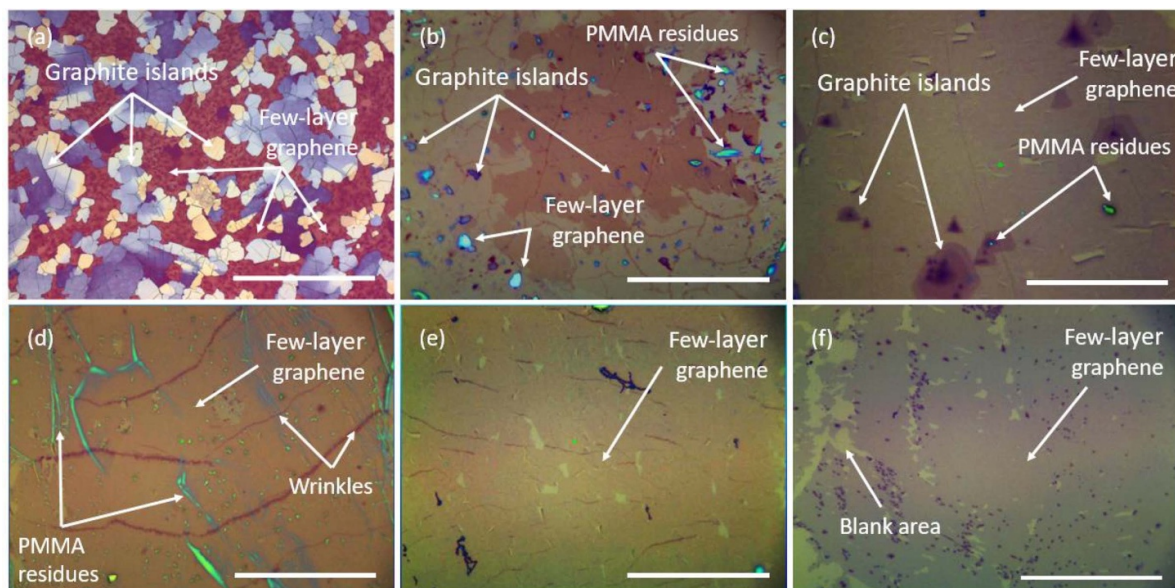 (a)
Graphite islands
Few-layer
graphene
(b)
PMMA residues
Graphite islands
Few-layer
graphene
(c)
Few-layer
graphene
Graphite islands
PMMA residues
(d)
Few-layer
graphene
Wrinkles
PMMA
residues
(e)
Few-layer
graphene
(f)
Few-layer
graphene
Blank area